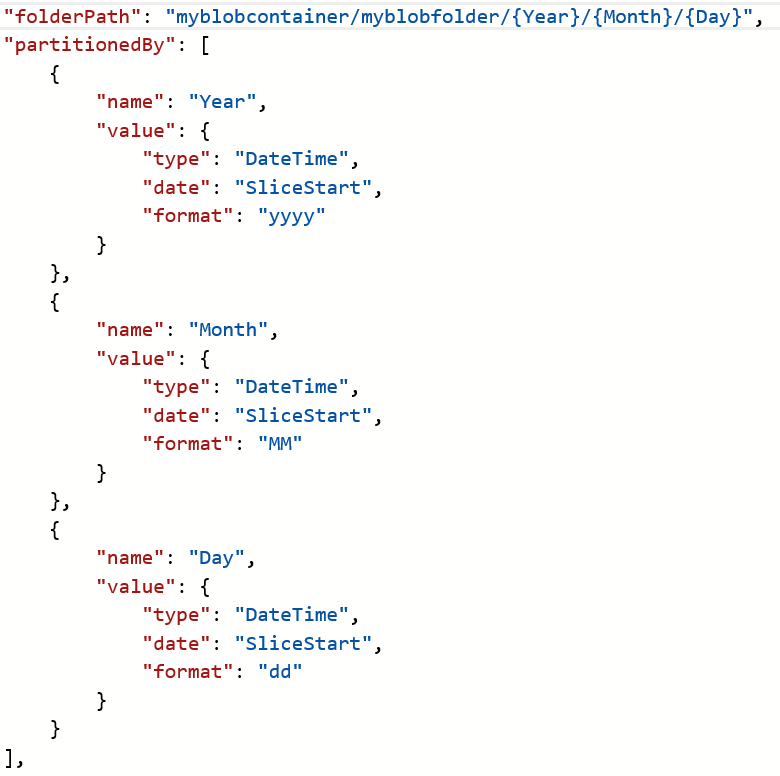 "folderPath": "myblobcontainer/myblobfolder/{Year}/{Month}/{Day}",
"partitionedBy": [
    {
        "name": "Year",
        "value": {
            "type": "DateTime",
            "date": "SliceStart",
            "format": "yyyy"
        }
    },
    {
        "name": "Month",
        "value": {
            "type": "DateTime",
            "date": "SliceStart",
            "format": "MM"
        }
    },
    {
        "name": "Day",
        "value": {
            "type": "DateTime",
            "date": "SliceStart",
            "format": "dd"
        }
    }
],